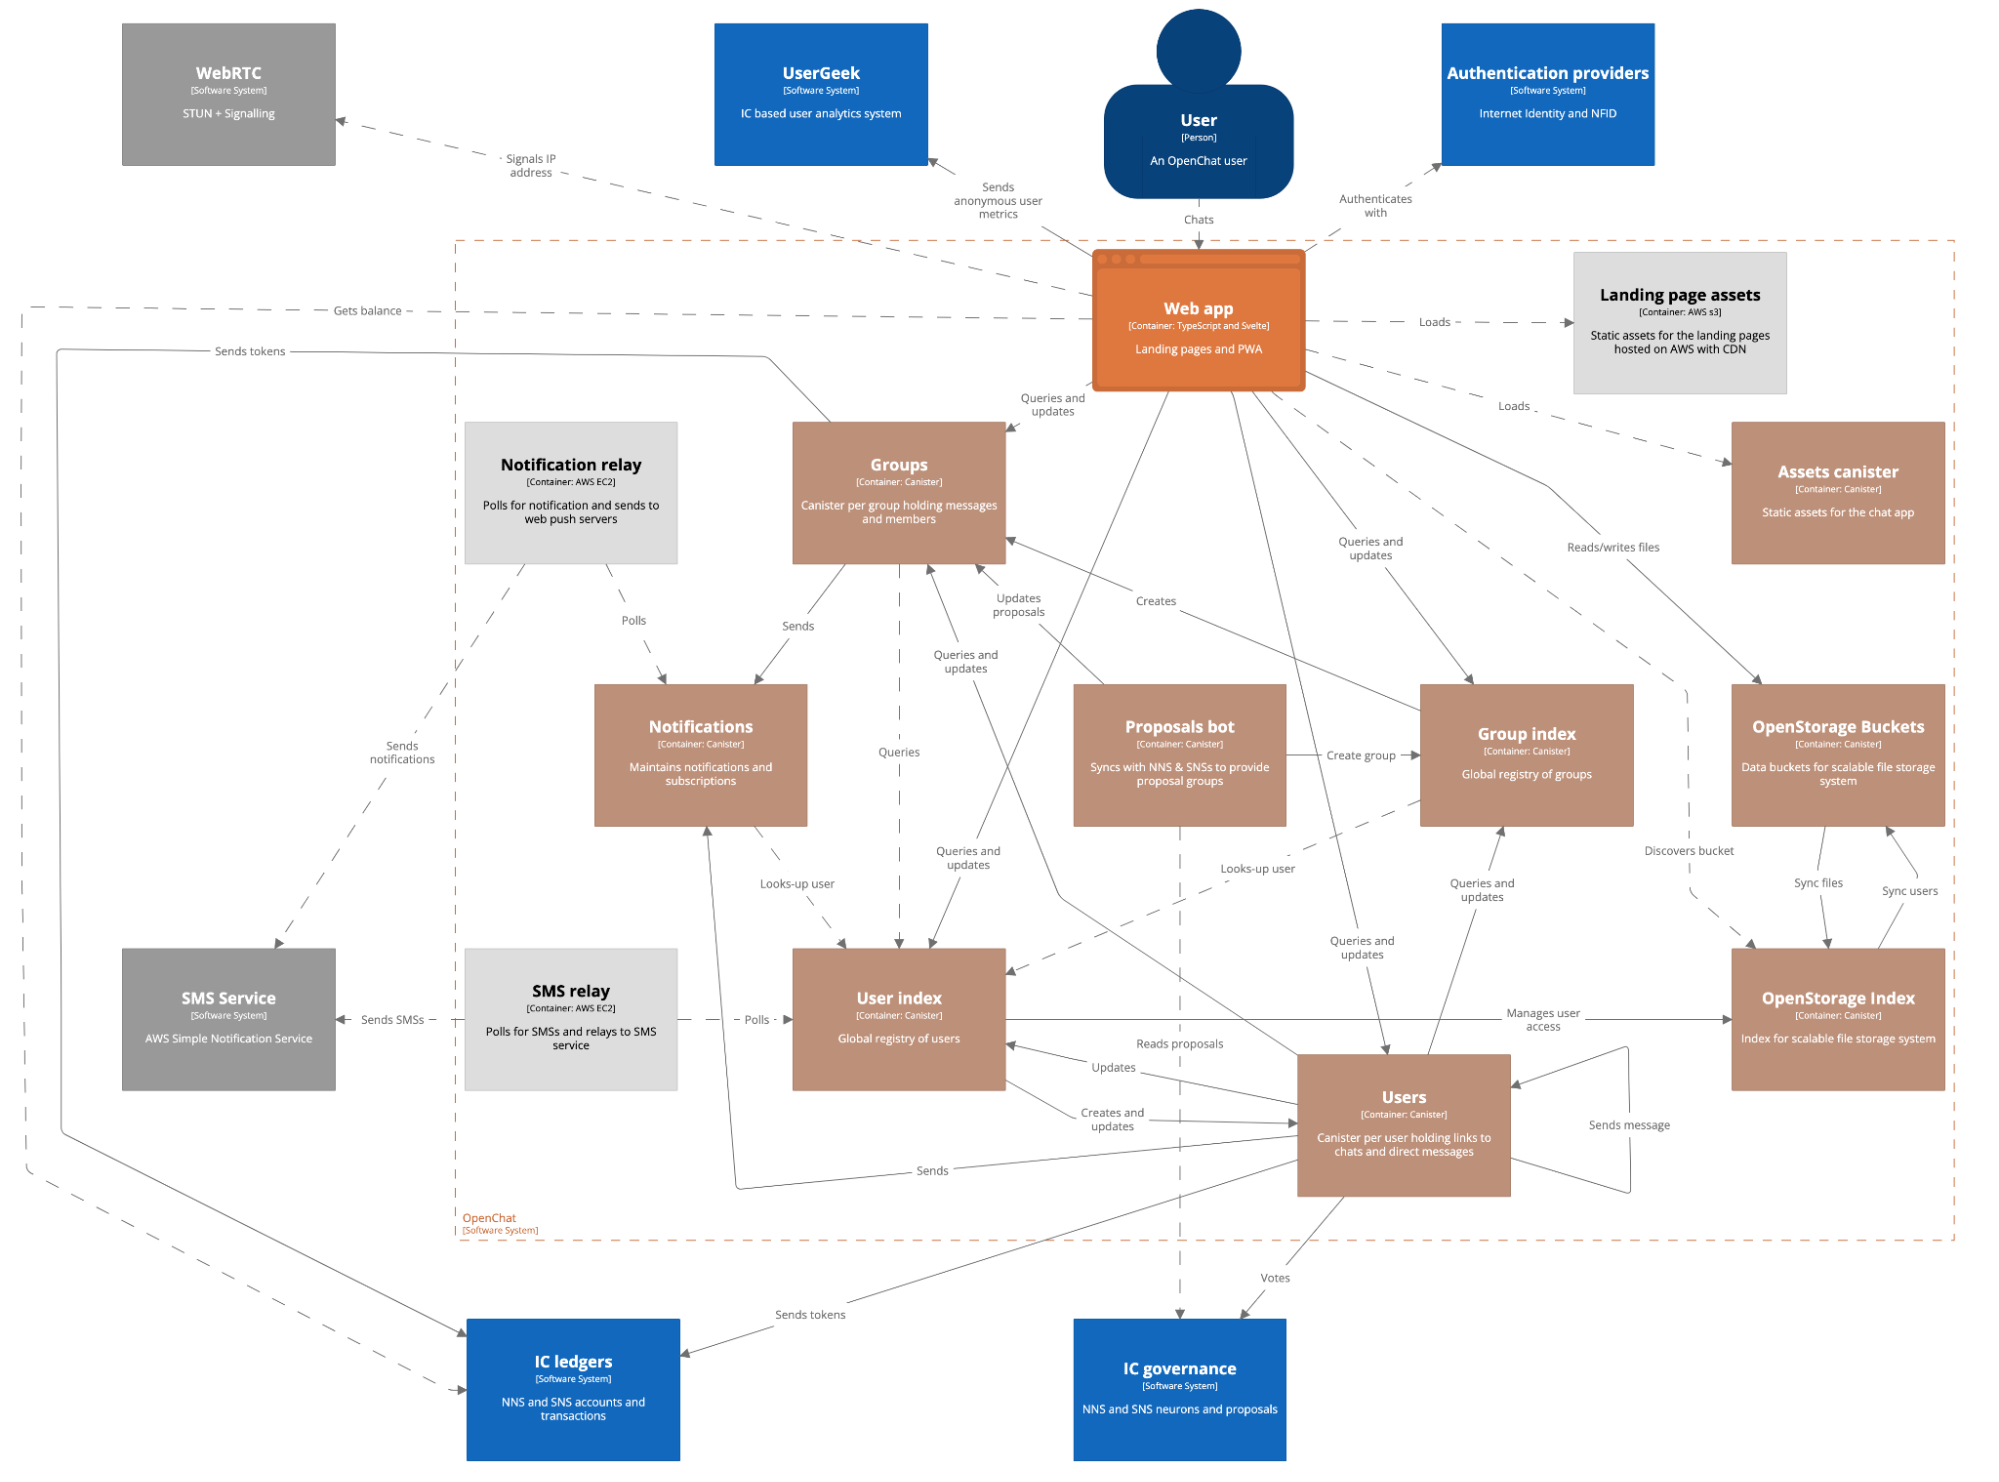 WebRTC
[Software System]
STUN + Signalling
UserGeek
[Software System]
IC based user analytics system
User
[Person]
An OpenChat user
Authentication providers
[Software System]
Internet Identity and NFID
Signals IP
address
Sends
anonymous user
metrics
Chats
Authenticates
with
Web app
[Container: TypeScript and Svelte]
Landing pages and PWA
Landing page assets
[Container: AWS s3]
Static assets for the landing pages
hosted on AWS with CDN
Gets balance
Loads
Sends tokens
Queries and
updates
Loads
Notification relay
[Container: AWS EC2]
Polls for notification and sends to
web push servers
Groups
[Container: Canister]
Canister per group holding messages
and members
Assets canister
[Container: Canister]
Static assets for the chat app
Queries and
updates
Reads/writes files
Polls
Sends
Updates
proposals
Creates
Queries and
updates
Notifications
[Container: Canister]
Maintains notifications and
subscriptions
Proposals bot
[Container: Canister]
Syncs with NNS & SNSs to provide
proposal groups
Create group
Group index
[Container: Canister]
Global registry of groups
OpenStorage Buckets
[Container: Canister]
Data buckets for scalable file storage
system
Sends
notifications
Queries
Queries and
updates
Looks-up user
Looks-up user
Queries and
updates
Discovers bucket
Sync files
Sync users
Queries and
updates
SMS Service
[Software System]
AWS Simple Notification Service
Sends SMSs
SMS relay
[Container: AWS EC2]
Polls for SMSs and relays to SMS
service
Polls
User index
[Container: Canister]
Global registry of users
Manages user
access
OpenStorage Index
[Container: Canister]
Index for scalable file storage system
Reads proposals
Updates
Creates and
updates
Users
[Container: Canister]
Canister per user holding links to
chats and direct messages
Sends message
Sends
OpenChat
[Software System]
Votes
Sends tokens
IC ledgers
[Software System]
NNS and SNS accounts and
transactions
IC governance
[Software System]
NNS and SNS neurons and proposals